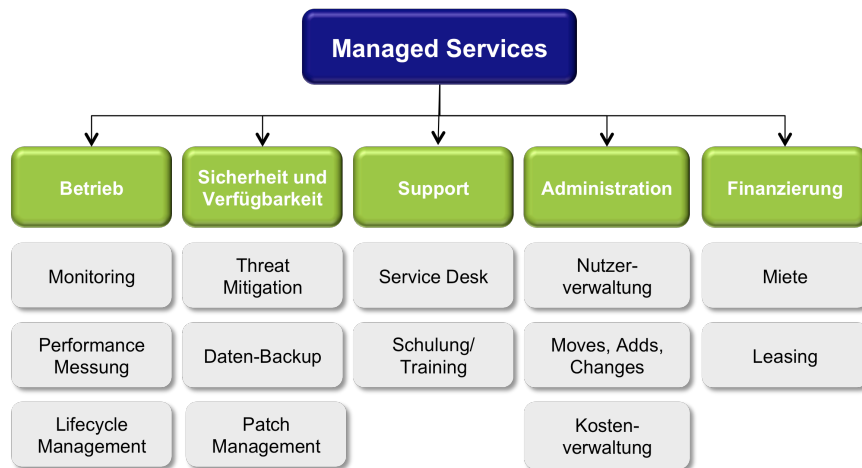 Managed Services
Betrieb
Sicherheit und
Verfügbarkeit
Support
Administration
Finanzierung
Monitoring
Threat
Mitigation
Service Desk
Nutzer-
verwaltung
Miete
Performance
Messung
Daten-Backup
Schulung/
Training
Moves, Adds,
Changes
Leasing
Lifecycle
Management
Patch
Management
Kosten-
verwaltung